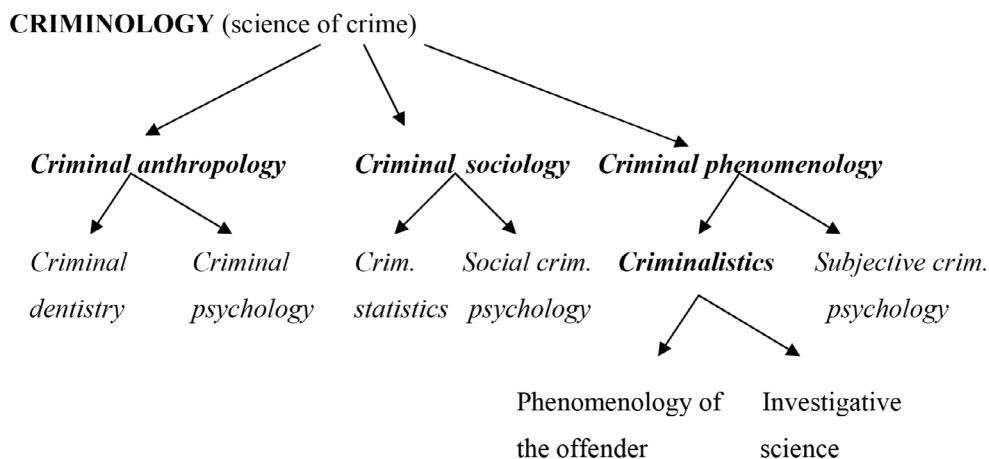 CRIMINOLOGY (science of crime)
Criminal anthropology
Criminal sociology
Criminal phenomenology
Criminal
dentistry
Criminal
psychology
Crim.
statistics
Social crim.
psychology
Criminalistics
Subjective crim.
psychology
Phenomenology of
the offender
Investigative
science